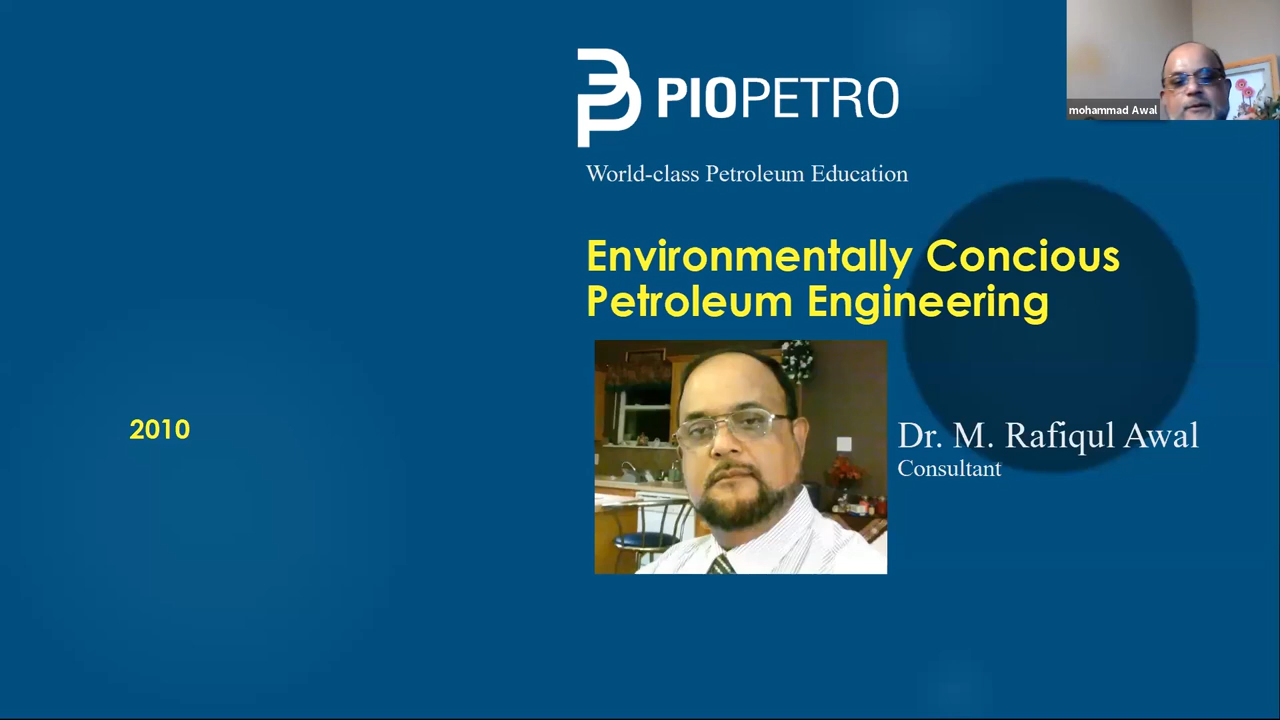 PIOPETRO
mohammad Awal
World-class Petroleum Education
Environmentally Concious
Petroleum Engineering
2010
Dr. M. Rafiqul Awal
Consultant